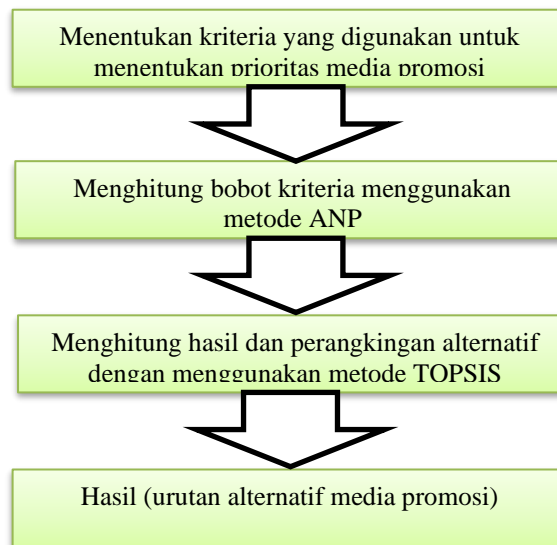 Menentukan kriteria yang digunakan untuk
menentukan prioritas media promosi
Menghitung bobot kriteria menggunakan
metode ANP
Menghitung hasil dan perangkingan alternatif
dengan menggunakan metode TOPSIS
Hasil (urutan alternatif media promosi)